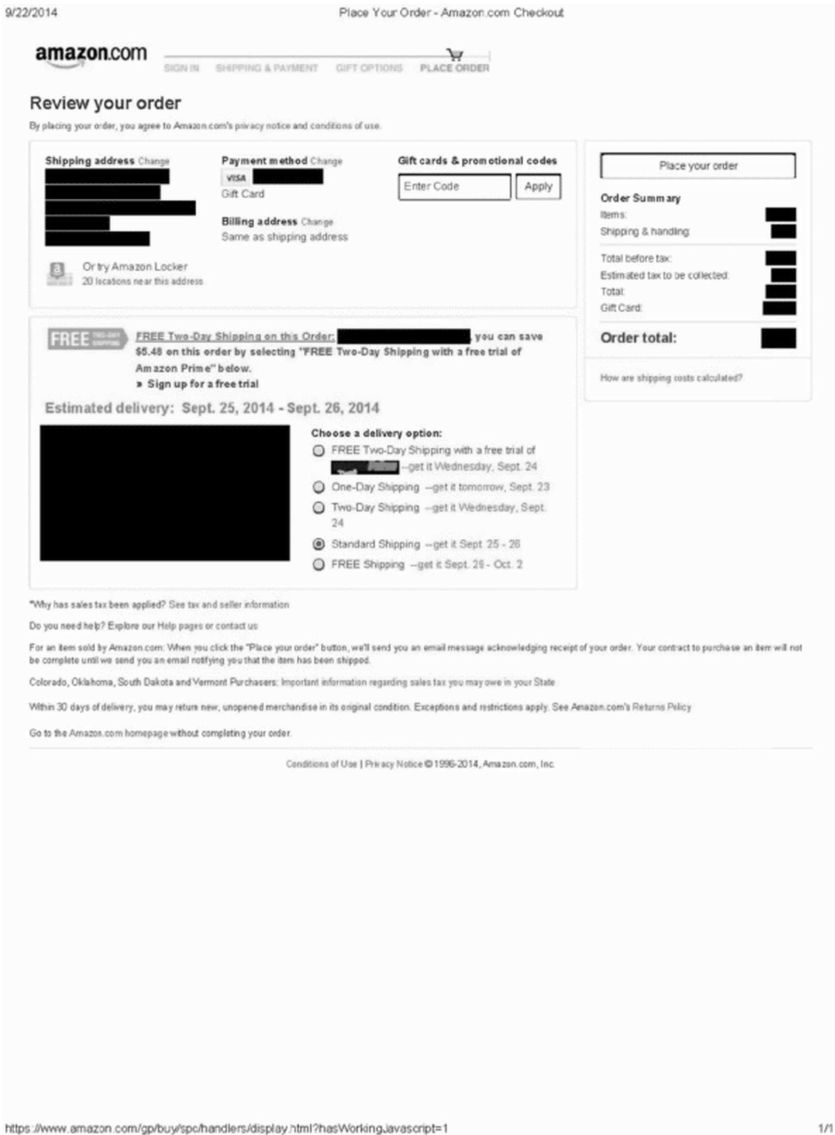 9/22/2014 Place Your Order - Amazon.com Checkout
amazon.com
SIGN IN SHIPPING & PAYMENT GIFT OPTIONS PLACE ORDER
Review your order
By placing your order, you agree to Amazon.com's privacy notice and conditions of use.
Shipping address Change
Or try Amazon Locker
20 locations near this address
Payment method Change
VISA
Gift Card
Billing address Change
Same as shipping address
Gift cards & promotional codes
Enter Code Apply
Place your order
Order Summary
Items:
Shipping & handling:
Total before tax:
Estimated tax to be collected:
Total:
Gift Card:
Order total:
How are shipping costs calculated?
FREE TWO-DAY SHIPPING
FREE Two-Day Shipping on this Order: , you can save
$5.48 on this order by selecting "FREE Two-Day Shipping with a free trial of
Amazon Prime" below.
» Sign up for a free trial
Estimated delivery: Sept. 25, 2014 - Sept. 26, 2014
Choose a delivery option:
FREE Two-Day Shipping with a free trial of
--get it Wednesday, Sept. 24
One-Day Shipping --get it tomorrow, Sept. 23
Two-Day Shipping --get it Wednesday, Sept.
24
Standard Shipping --get it Sept. 25 - 26
FREE Shipping --get it Sept. 28 - Oct. 2
*Why has sales tax been applied? See tax and seller information
Do you need help? Explore our Help pages or contact us
For an item sold by Amazon.com: When you click the "Place your order" button, we'll send you an email message acknowledging receipt of your order. Your contract to purchase an item will not
be complete until we send you an email notifying you that the item has been shipped.
Colorado, Oklahoma, South Dakota and Vermont Purchasers: Important information regarding sales tax you may owe in your State
Within 30 days of delivery, you may return new, unopened merchandise in its original condition. Exceptions and restrictions apply. See Amazon.com's Returns Policy
Go to the Amazon.com homepage without completing your order.
Conditions of Use | Privacy Notice © 1996-2014, Amazon.com, Inc.
https://www.amazon.com/gp/buy/spc/handlers/display.html?hasWorkingJavascript=1 1/1